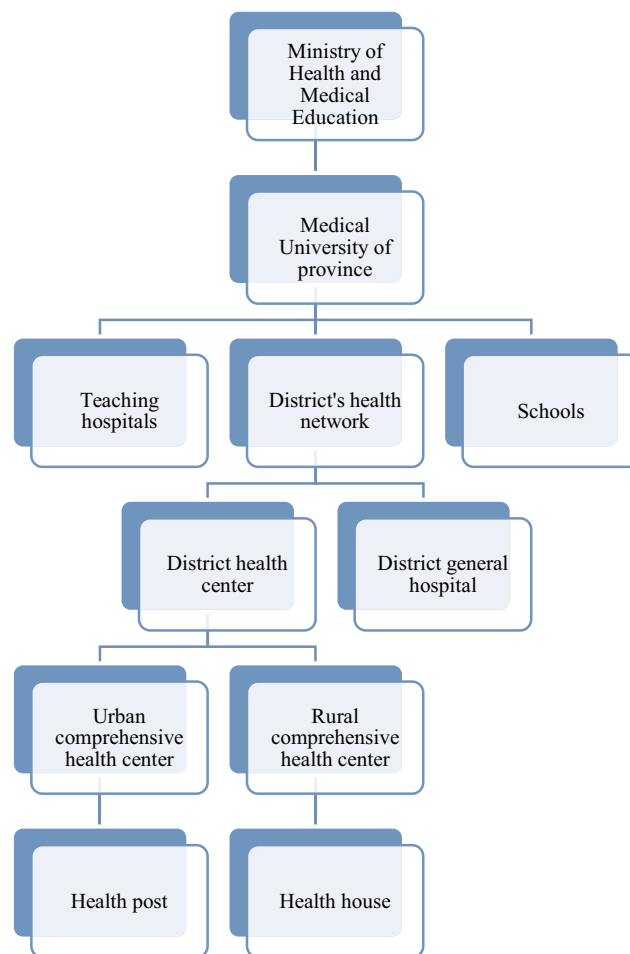 Ministry of
Health and
Medical
Education
Medical
University of
province
Teaching
hospitals
District's health
network
Schools
District health
center
District general
hospital
Urban
comprehensive
health center
Rural
comprehensive
health center
Health post
Health house